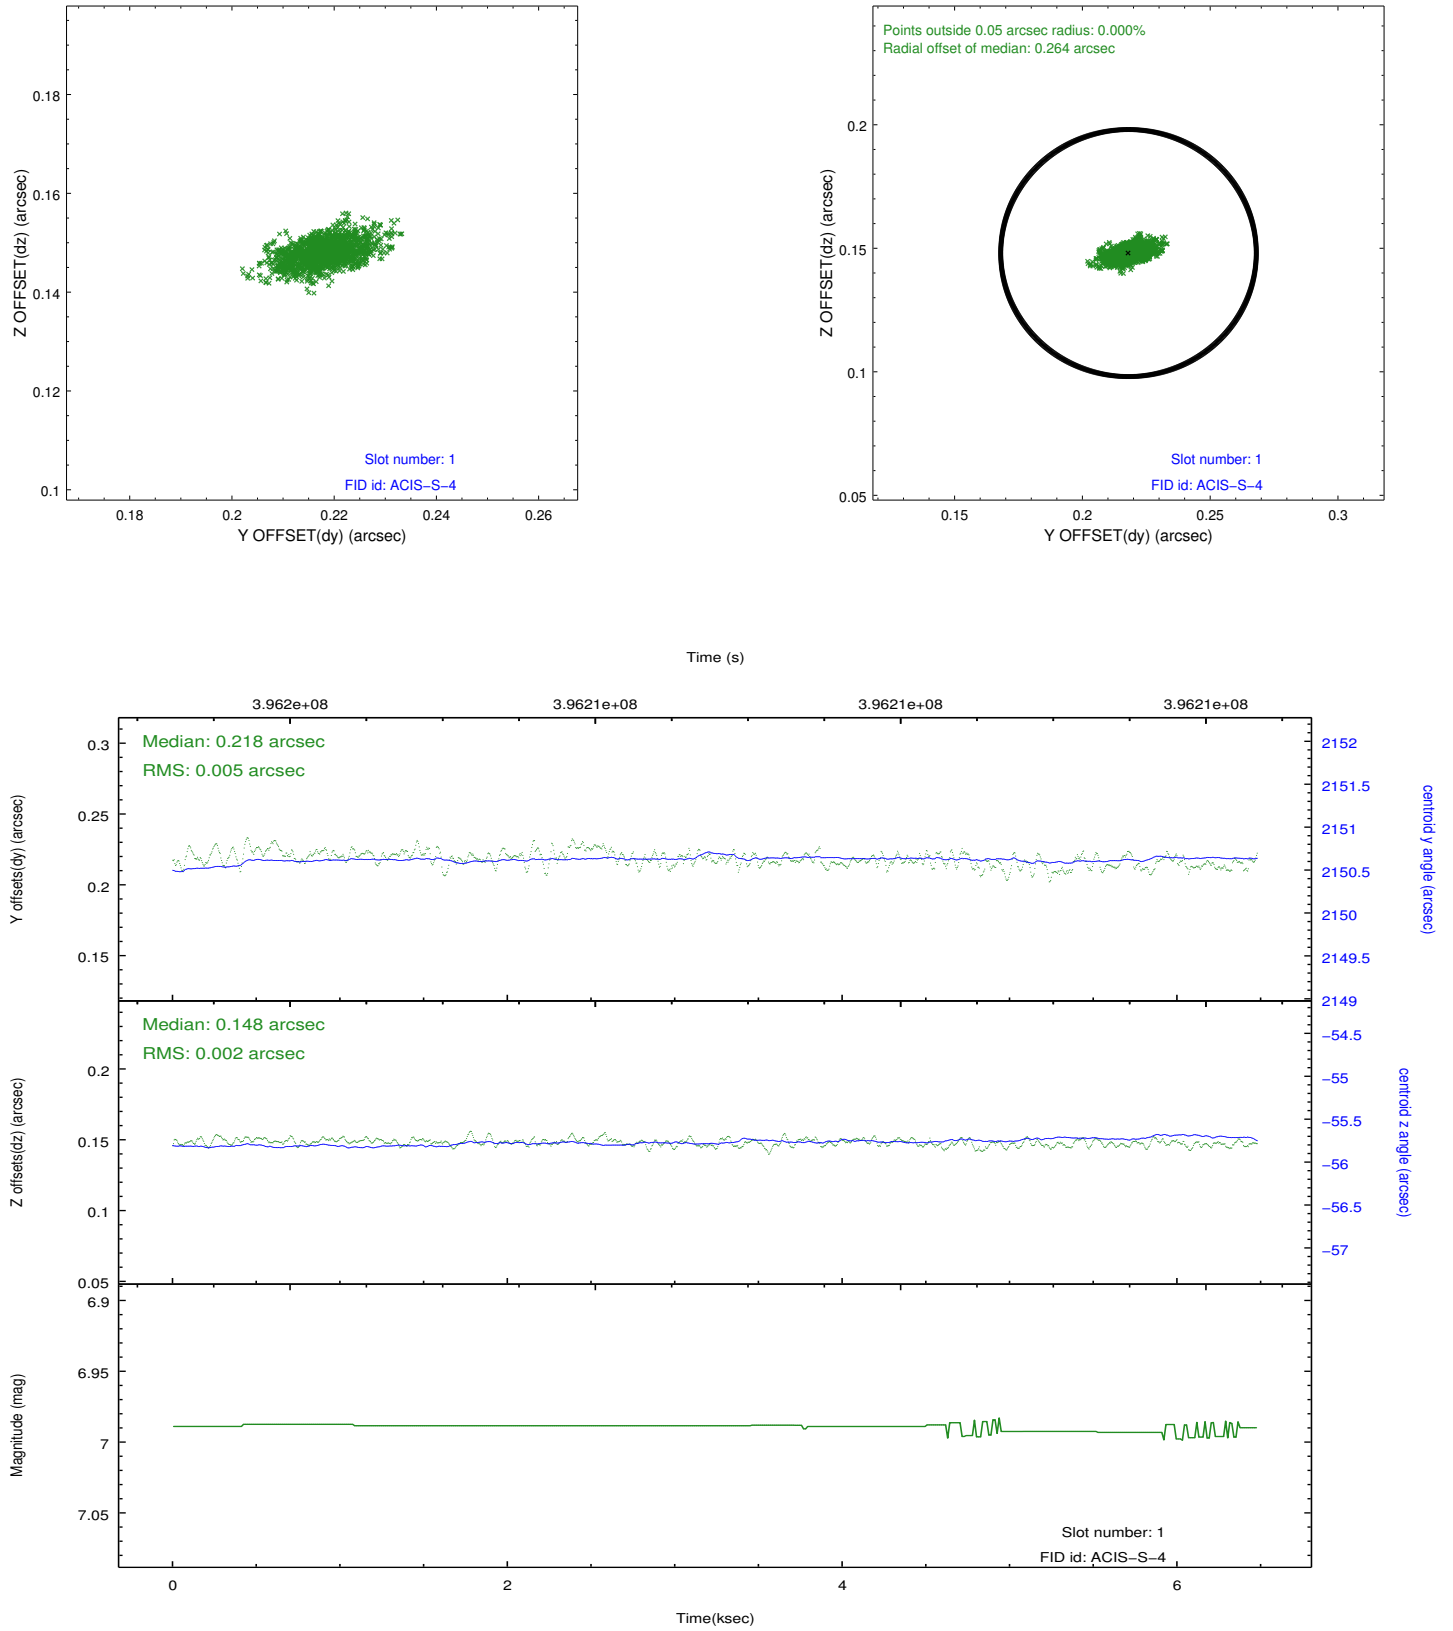 0.18
0.16
0.14
0.12
0.1
Z OFFSET(dz) (arcsec)
Slot number: 1
FID id: ACIS−S−4
0.18 0.2 0.22 0.24 0.26
Y OFFSET(dy) (arcsec)
Points outside 0.05 arcsec radius: 0.000%
Radial offset of median: 0.264 arcsec
0.2
0.15
0.1
0.05
Z OFFSET(dz) (arcsec)
Slot number: 1
FID id: ACIS−S−4
0.15 0.2 0.25 0.3
Y OFFSET(dy) (arcsec)
Time (s)
3.962e+08 3.9621e+08 3.9621e+08 3.9621e+08
Median: 0.218 arcsec
RMS: 0.005 arcsec
0.3
0.25
0.2
0.15
Y offsets(dy) (arcsec)
2152
2151.5
2151
2150.5
2150
2149.5
2149
centroid y angle (arcsec)
Median: 0.148 arcsec
RMS: 0.002 arcsec
0.2
0.15
0.1
0.05
Z offsets(dz) (arcsec)
−54.5
−55
−55.5
−56
−56.5
−57
centroid z angle (arcsec)
6.9
6.95
7
7.05
Magnitude (mag)
Slot number: 1
FID id: ACIS−S−4
0 2 4 6
Time(ksec)